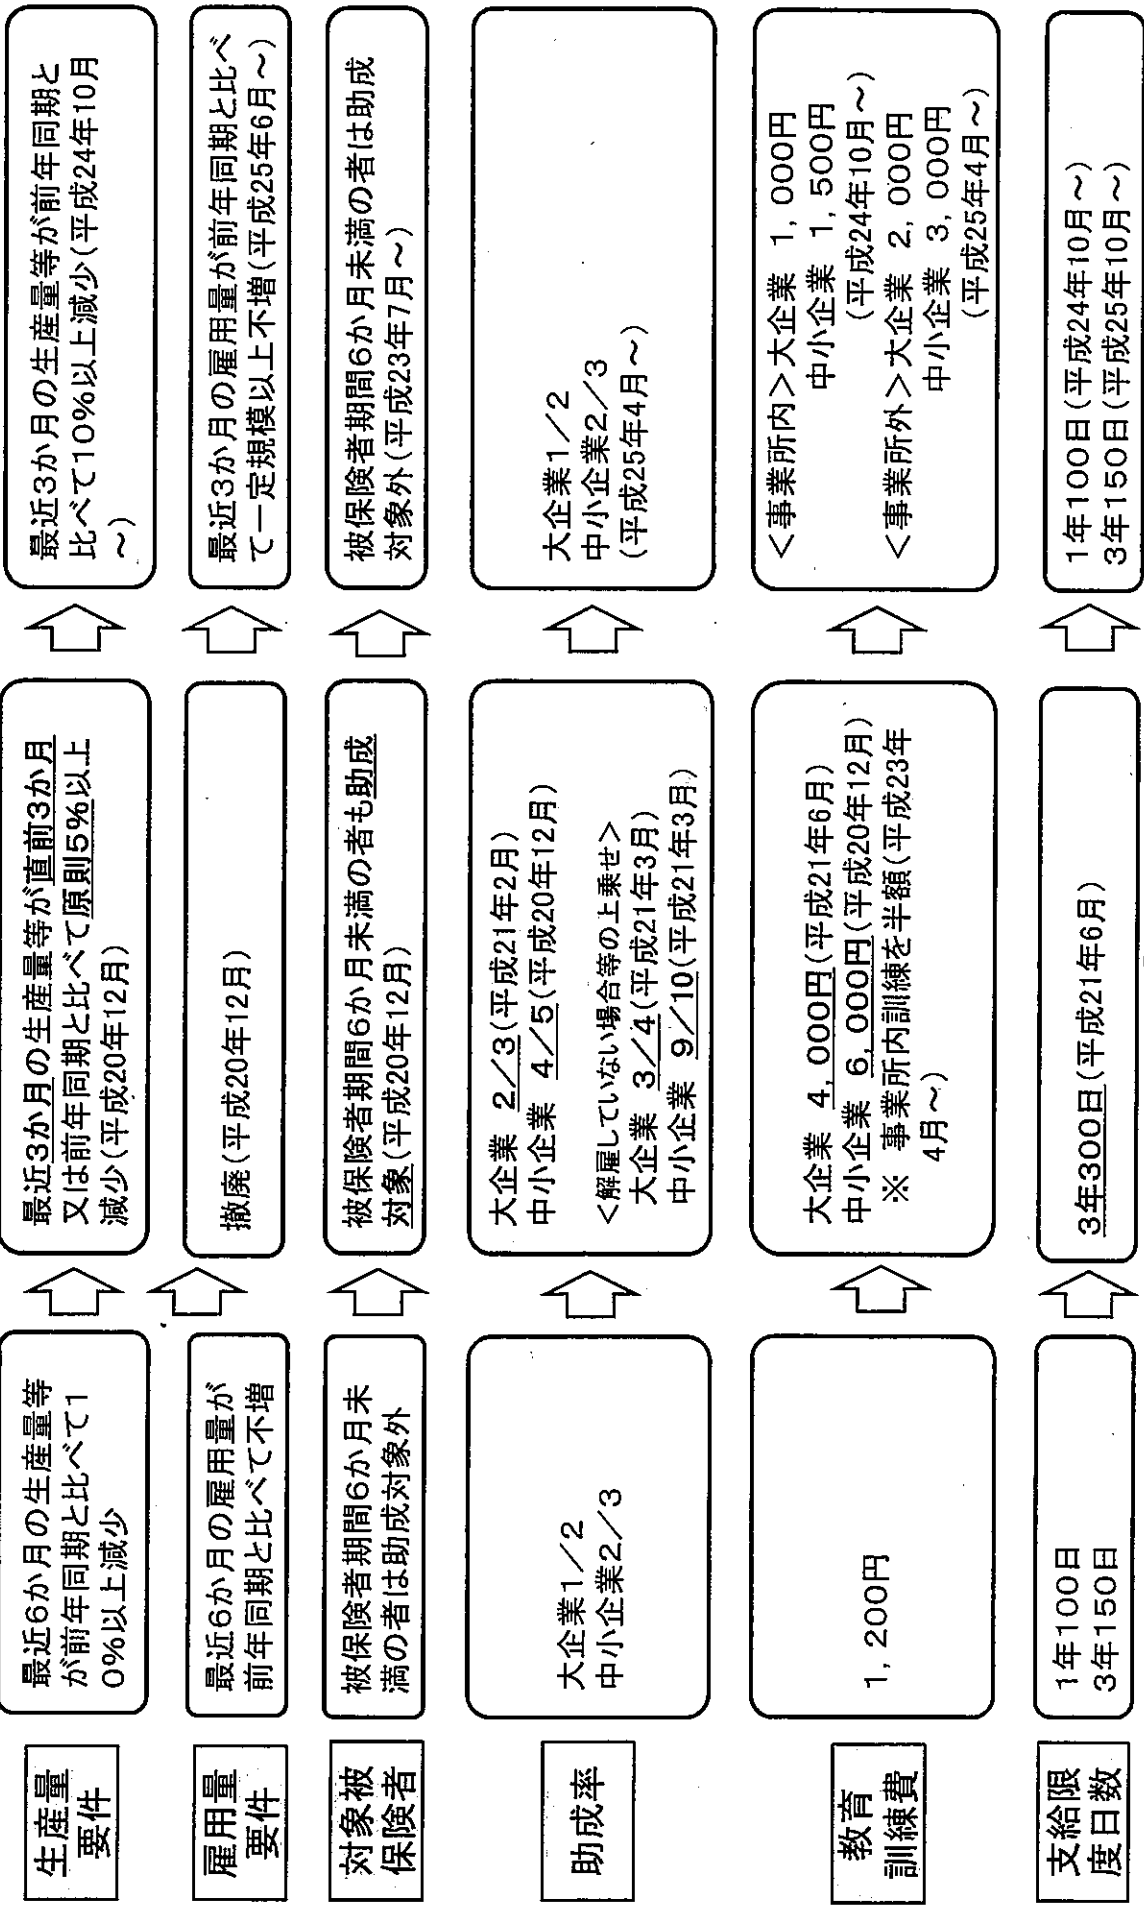 生産量
要件
最近6か月の生産量等
が前年同期と比べて1
0%以上減少
最近3か月の生産量等が直前3か月
又は前年同期と比べて原則5%以上
減少(平成20年12月)
最近3か月の生産量等が前年同期と
比べて10%以上減少(平成24年10月
～)
雇用量
要件
最近6か月の雇用量が
前年同期と比べて不増
撤廃(平成20年12月)
最近3か月の雇用量が前年同期と比べ
て一定規模以上不増(平成25年6月～)
対象被
保険者
被保険者期間6か月未
満の者は助成対象外
被保険者期間6か月未満の者も助成
対象(平成20年12月)
被保険者期間6か月未満の者は助成
対象外(平成23年7月～)
助成率
大企業1／2
中小企業2／3
大企業 2／3(平成21年2月)
中小企業 4／5(平成20年12月)
＜解雇していない場合等の上乗せ＞
大企業 3／4(平成21年3月)
中小企業 9／10(平成21年3月)
大企業1／2
中小企業2／3
(平成25年4月～)
教育
訓練費
1，200円
大企業 4，000円(平成21年6月)
中小企業 6，000円(平成20年12月)
※ 事業所内訓練を半額(平成23年
4月～)
＜事業所内＞大企業 1，000円
中小企業 1，500円
(平成24年10月～)
＜事業所外＞大企業 2，000円
中小企業 3，000円
(平成25年4月～)
支給限
度日数
1年100日
3年150日
3年300日(平成21年6月)
1年100日(平成24年10月～)
3年150日(平成25年10月～)